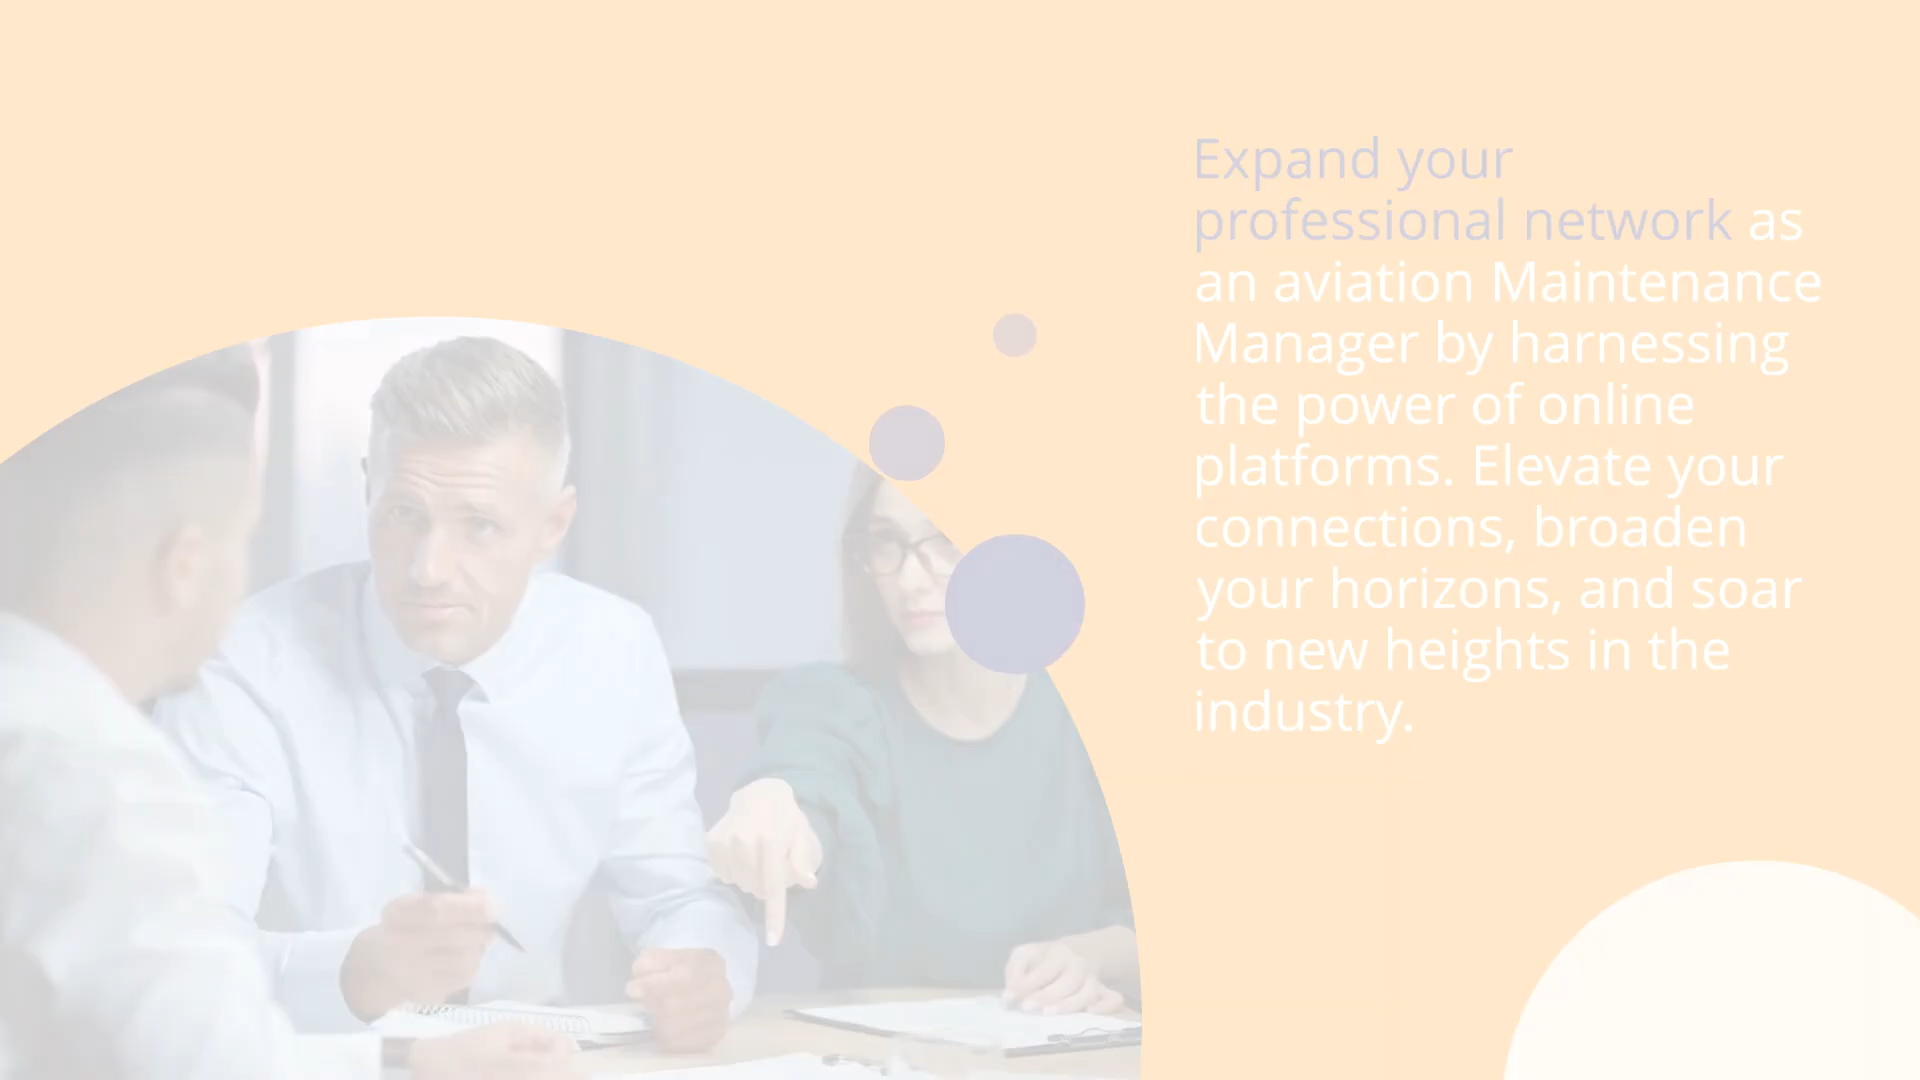 Expand your
professional network as
an aviation Maintenance
Manager by harnessing
the power of online
platforms. Elevate your
connections, broaden
your horizons, and soar
to new heights in the
industry.